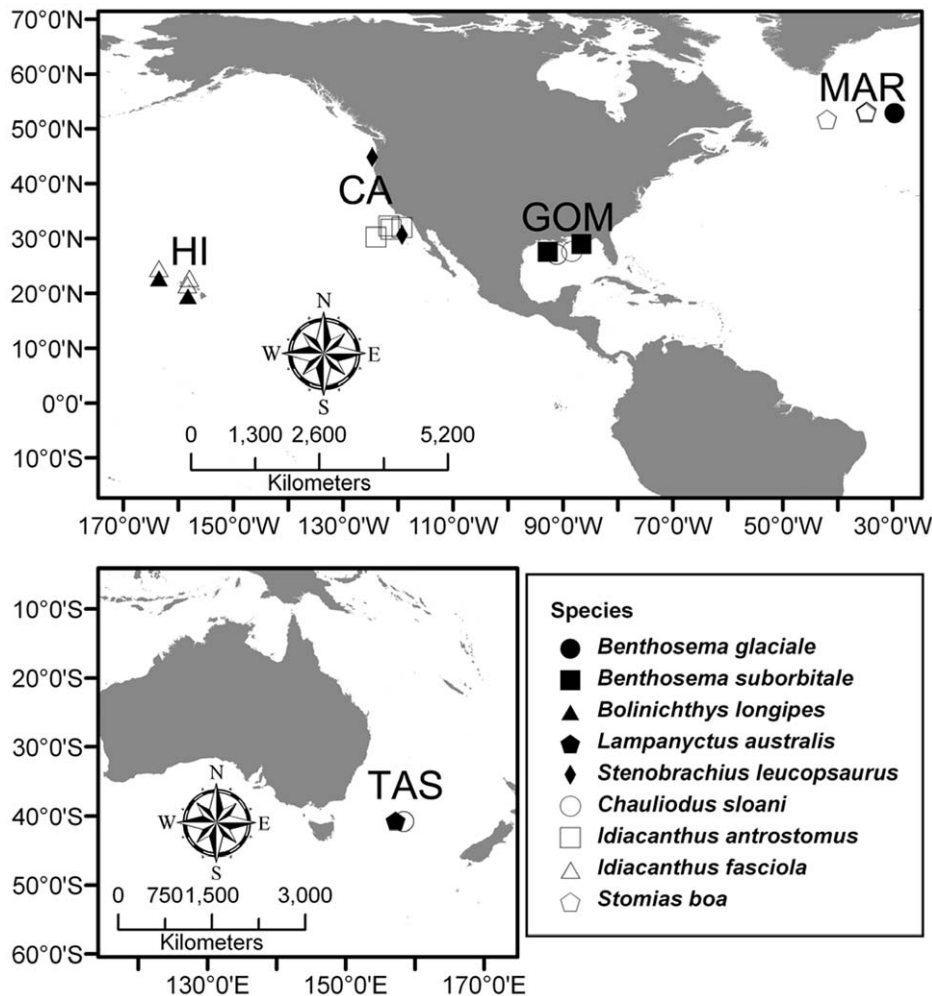 70°0'N
60°0'N
50°0'N
40°0'N
30°0'N
20°0'N
10°0'N
0°0'
10°0'S
MAR
CA
GOM
HI
N
W E
S
0 1,300 2,600 5,200
Kilometers
170°0'W 150°0'W 130°0'W 110°0'W 90°0'W 70°0'W 50°0'W 30°0'W
10°0'S
20°0'S
30°0'S
40°0'S
50°0'S
60°0'S
TAS
N
W E
S
0 750 1,500 3,000
Kilometers
130°0'E 150°0'E 170°0'E
Species
Benthosema glaciale
Benthosema suborbitale
Bolinichthys longipes
Lampanyctus australis
Stenobrachius leucopsaurus
Chauliodus sloani
Idiacanthus antrostomus
Idiacanthus fasciola
Stomias boa